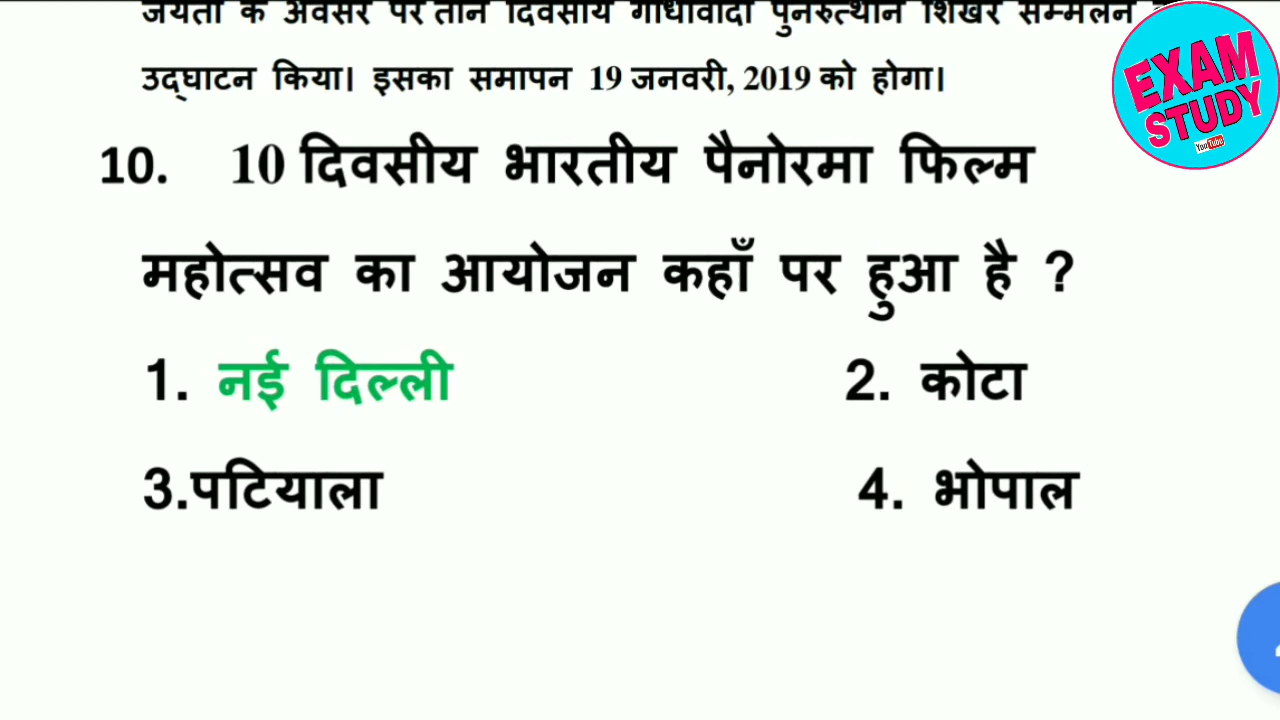 जयंती के अवसर पर तीन दिवसीय गांधीवादी पुनरुत्थान शिखर सम्मेलन
उद्घाटन किया। इसका समापन 19 जनवरी, 2019 को होगा।
EXAM
STUDY
YouTube
10. 10 दिवसीय भारतीय पैनोरमा फिल्म
महोत्सव का आयोजन कहाँ पर हुआ है ?
1. नई दिल्ली 2. कोटा
3.पटियाला 4. भोपाल